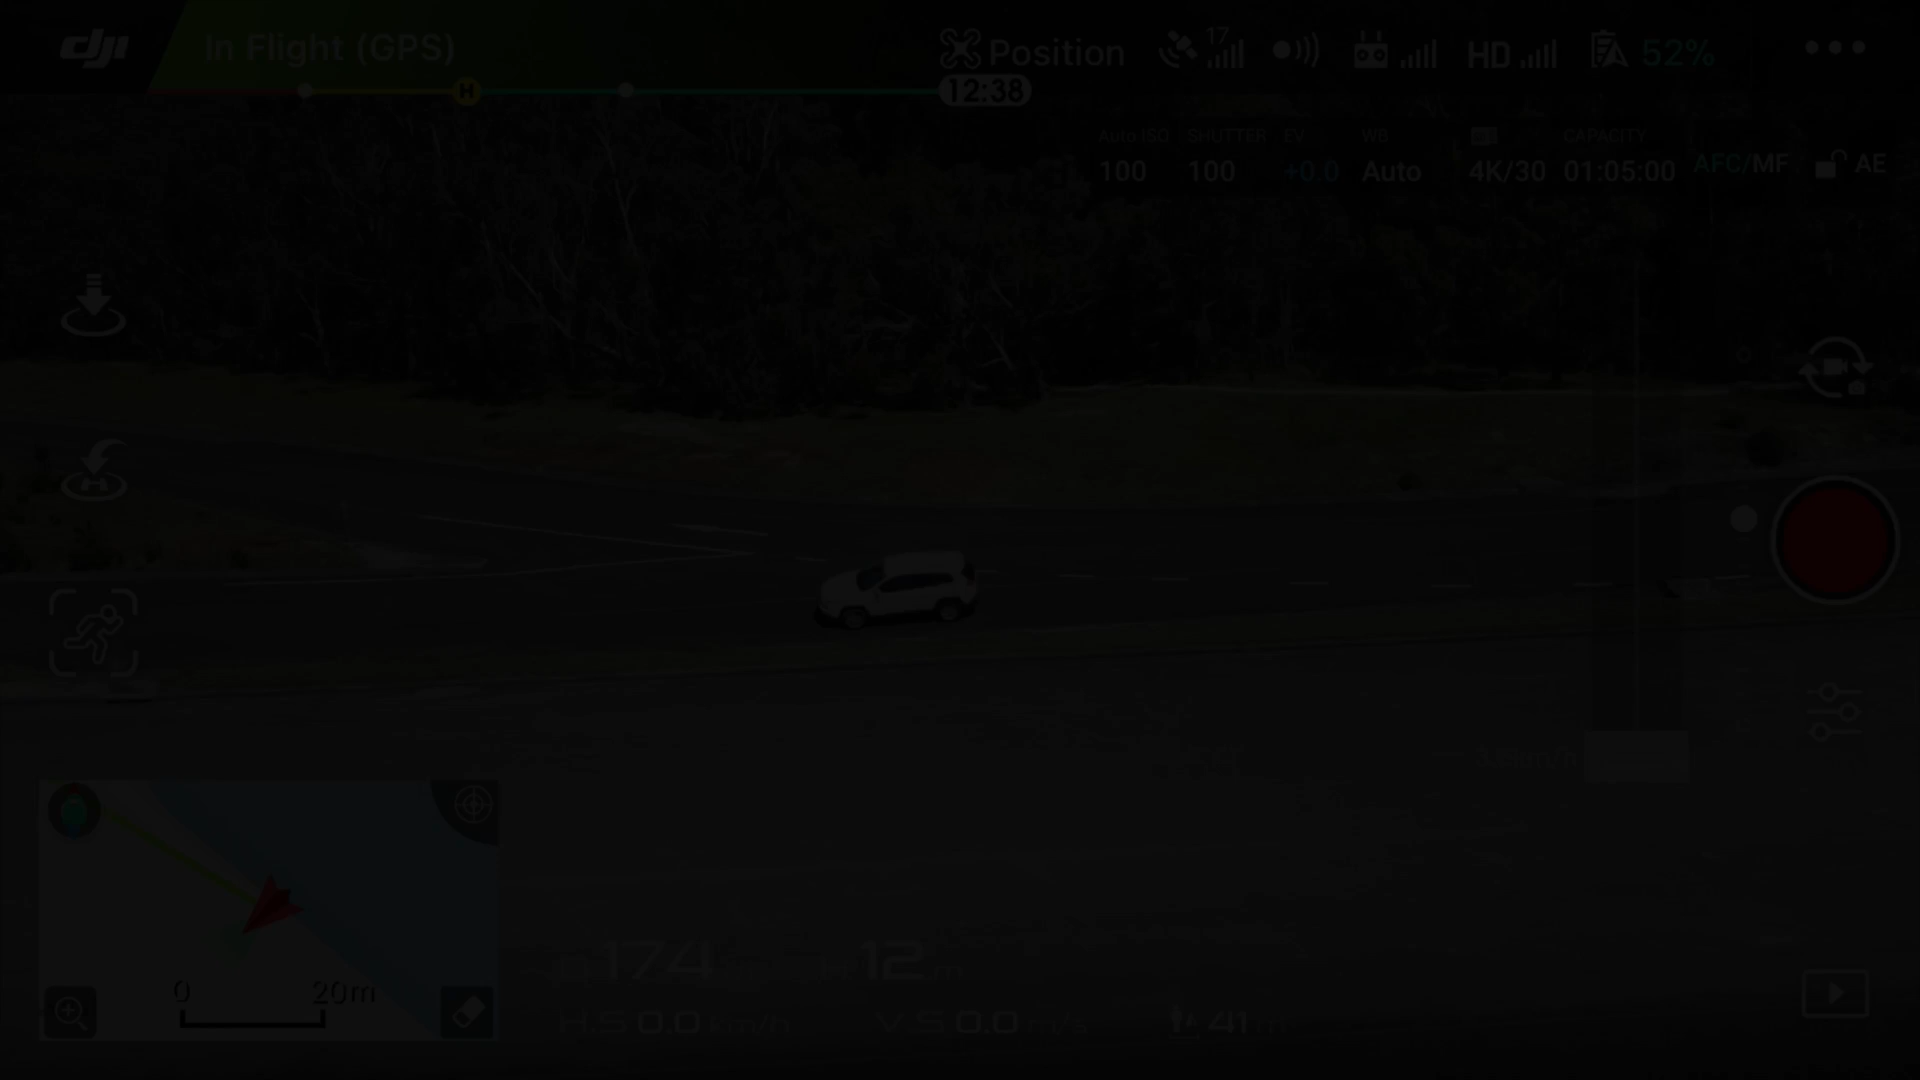 dji In Flight (GPS) Position 17 HD 52%
H 12:38
Auto ISO SHUTTER EV WB CAPACITY
100 100 +0.0 Auto 4K/30 01:05:00 AFC/MF AE
H
D 174 H 12 m
0 20m
H.S 0.0 km/h V.S 0.0 m/s 41 m